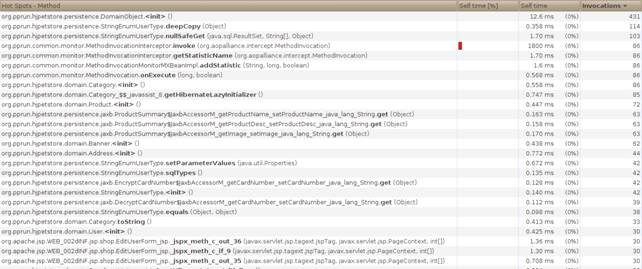 Hot Spots - Method Self time [%] Self time Invocations
org.pprun.hjpetstore.persistence.DomainObject.<init> () 12.6 ms (0%) 431
org.pprun.hjpetstore.persistence.StringEnumUserType.deepCopy (Object) 0.358 ms (0%) 114
org.pprun.hjpetstore.persistence.StringEnumUserType.nullSafeGet (java.sql.ResultSet, String[], Object) 1.70 ms (0%) 103
org.pprun.common.monitor.MethodInvocationInterceptor.invoke (org.aopalliance.intercept.MethodInvocation) 1800 ms (6%) 86
org.pprun.common.monitor.MethodInvocationInterceptor.getStatisticName (org.aopalliance.intercept.MethodInvocation) 1.70 ms (0%) 86
org.pprun.common.monitor.MethodInvocationMonitorMXBeanImpl.addStatistic (String, long, boolean) 1.6 ms (0%) 86
org.pprun.common.monitor.MethodInvocation.onExecute (long, boolean) 0.568 ms (0%) 86
org.pprun.hjpetstore.domain.Category.<init> () 0.558 ms (0%) 86
org.pprun.hjpetstore.domain.Category_$$_javassist_8.getHibernateLazyInitializer () 0.747 ms (0%) 85
org.pprun.hjpetstore.domain.Product.<init> () 0.447 ms (0%) 72
org.pprun.hjpetstore.persistence.jaxb.ProductSummary$JaxbAccessorM_getProductName_setProductName_java_lang_String.get (Object) 0.163 ms (0%) 63
org.pprun.hjpetstore.persistence.jaxb.ProductSummary$JaxbAccessorM_getProductDesc_setProductDesc_java_lang_String.get (Object) 0.158 ms (0%) 63
org.pprun.hjpetstore.persistence.jaxb.ProductSummary$JaxbAccessorM_getImage_setImage_java_lang_String.get (Object) 0.170 ms (0%) 63
org.pprun.hjpetstore.domain.Banner.<init> () 0.438 ms (0%) 62
org.pprun.hjpetstore.domain.Address.<init> () 0.772 ms (0%) 44
org.pprun.hjpetstore.persistence.StringEnumUserType.setParameterValues (java.util.Properties) 0.672 ms (0%) 42
org.pprun.hjpetstore.persistence.StringEnumUserType.sqlTypes () 0.135 ms (0%) 42
org.pprun.hjpetstore.persistence.jaxb.EncryptCardNumber$JaxbAccessorM_getCardNumber_setCardNumber_java_lang_String.get (Object) 0.128 ms (0%) 42
org.pprun.hjpetstore.persistence.StringEnumUserType.<init> () 0.140 ms (0%) 42
org.pprun.hjpetstore.persistence.jaxb.DecryptCardNumber$JaxbAccessorM_getCardNumber_setCardNumber_java_lang_String.get (Object) 0.112 ms (0%) 39
org.pprun.hjpetstore.persistence.StringEnumUserType.equals (Object, Object) 0.098 ms (0%) 38
org.pprun.hjpetstore.domain.Category.toString () 0.413 ms (0%) 33
org.pprun.hjpetstore.domain.User.<init> () 0.425 ms (0%) 30
org.apache.jsp.WEB_002dINF.jsp.shop.EditUserForm_jsp._jspx_meth_c_out_36 (javax.servlet.jsp.tagext.JspTag, javax.servlet.jsp.PageContext, int[]) 1.36 ms (0%) 30
org.apache.jsp.WEB_002dINF.jsp.shop.EditUserForm_jsp._jspx_meth_c_if_9 (javax.servlet.jsp.tagext.JspTag, javax.servlet.jsp.PageContext, int[]) 1.30 ms (0%) 30
org.apache.jsp.WEB_002dINF.jsp.shop.EditUserForm_jsp._jspx_meth_c_out_35 (javax.servlet.jsp.tagext.JspTag, javax.servlet.jsp.PageContext, int[]) 0.708 ms (0%) 30